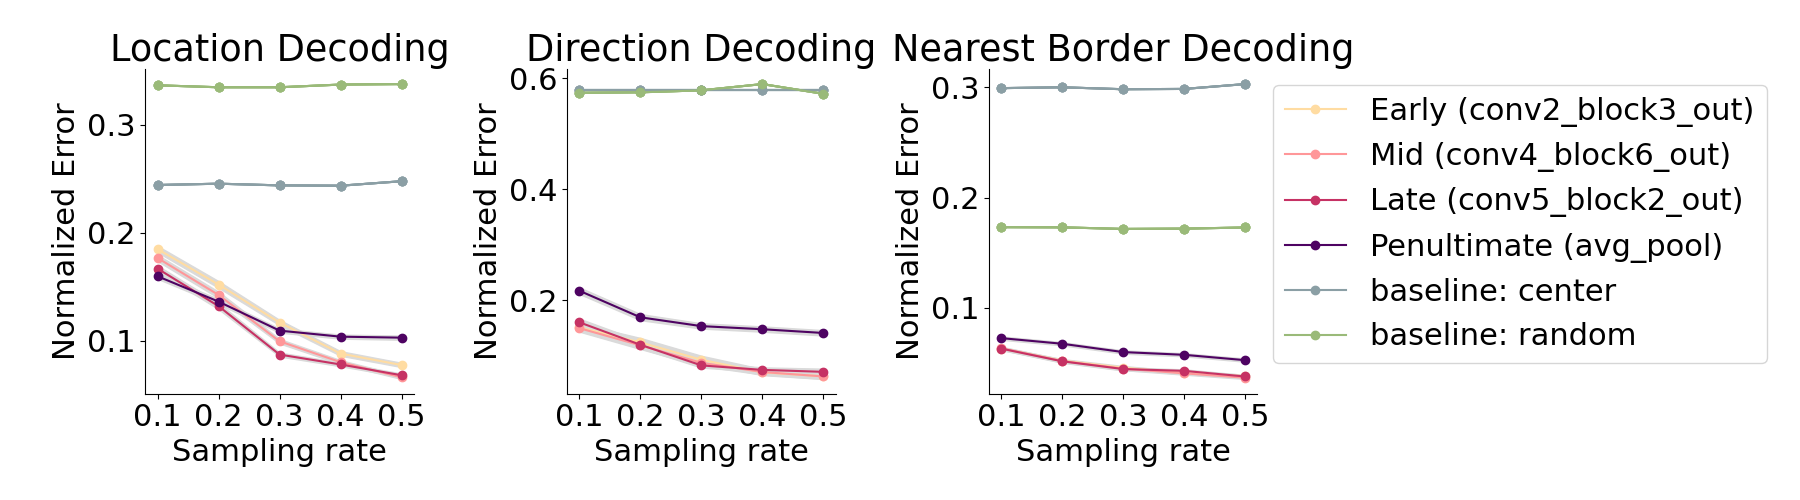 Location Decoding
Normalized Error
0.3
0.2
0.1
0.1 0.2 0.3 0.4 0.5
Sampling rate
Direction Decoding
Normalized Error
0.6
0.4
0.2
0.1 0.2 0.3 0.4 0.5
Sampling rate
Nearest Border Decoding
Normalized Error
0.3
0.2
0.1
0.1 0.2 0.3 0.4 0.5
Sampling rate
Early (conv2_block3_out)
Mid (conv4_block6_out)
Late (conv5_block2_out)
Penultimate (avg_pool)
baseline: center
baseline: random